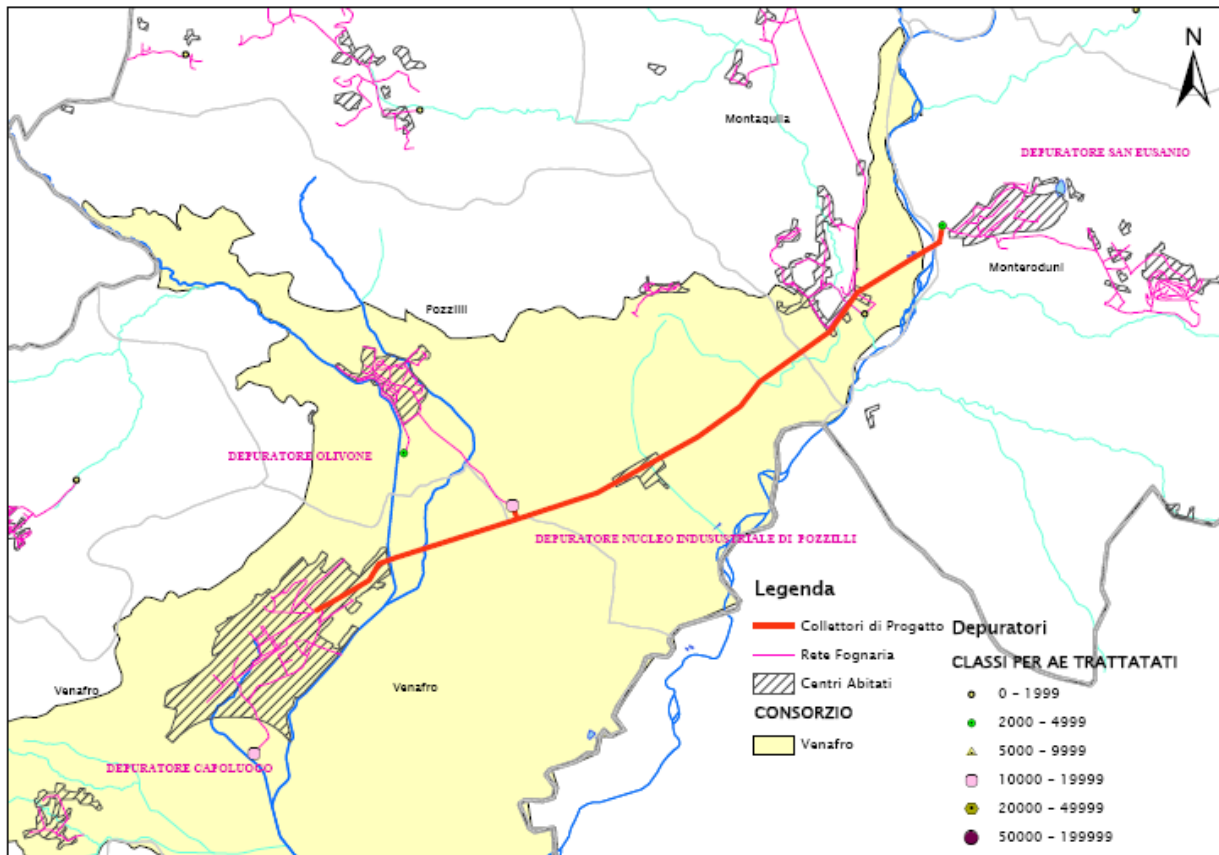 N
Montaquila
DEPURATORE SAN EUSANIO
Monteroduni
Pozzilli
DEPURATORE OLIVONE
DEPURATORE NUCLEO INDUSUSTRIALE DI POZZILLI
Venafro
Venafro
DEPURATORE CAPOLUOGO
Legenda
Collettori di Progetto
Rete Fognaria
Centri Abitati
CONSORZIO
Venafro
Depuratori
CLASSI PER AE TRATTATATI
0 - 1999
2000 - 4999
5000 - 9999
10000 - 19999
20000 - 49999
50000 - 199999